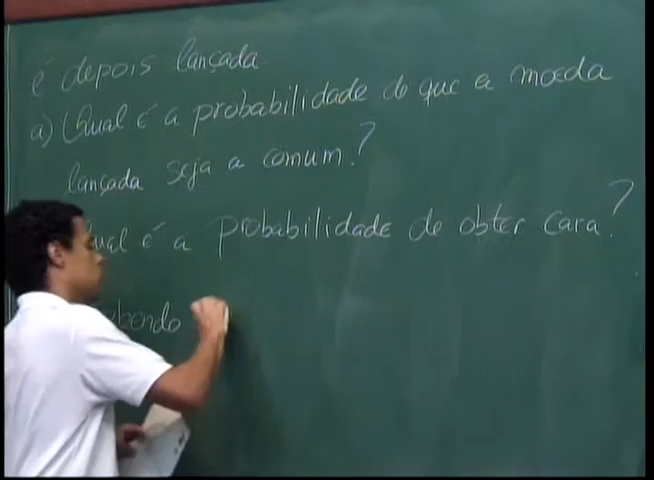 é depois lançada.
a) Qual é a probabilidade de que a moeda
lançada seja a comum?
ual é a probabilidade de obter cara?
bendo